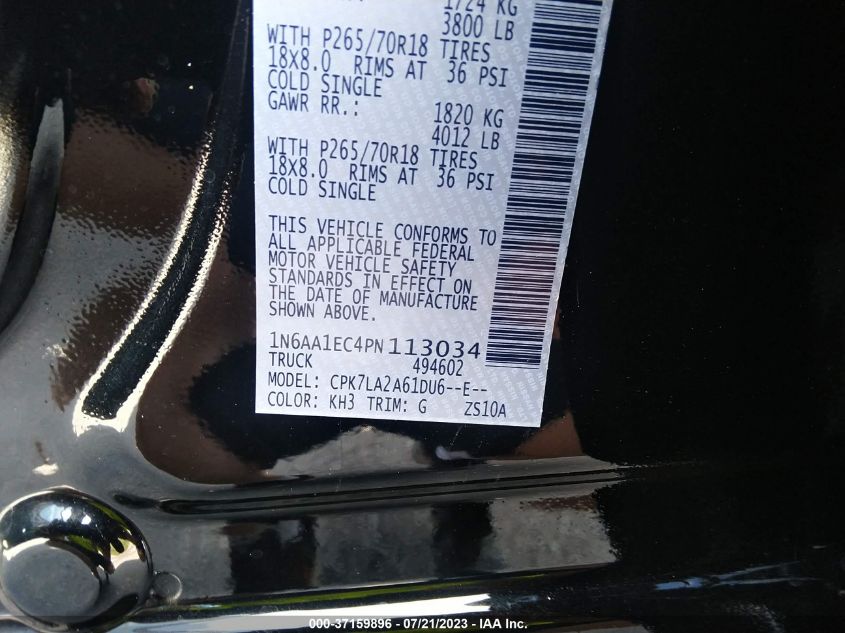 1724 KG
3800 LB
WITH P265/70R18 TIRES
18X8.0 RIMS AT 36 PSI
COLD SINGLE
GAWR RR.: 1820 KG
4012 LB
WITH P265/70R18 TIRES
18X8.0 RIMS AT 36 PSI
COLD SINGLE
THIS VEHICLE CONFORMS TO
ALL APPLICABLE FEDERAL
MOTOR VEHICLE SAFETY
STANDARDS IN EFFECT ON
THE DATE OF MANUFACTURE
SHOWN ABOVE.
1N6AA1EC4PN113034
TRUCK 494602
MODEL: CPK7LA2A61DU6--E--
COLOR: KH3 TRIM: G ZS10A
000-37159896 - 07/21/2023 - IAA Inc.